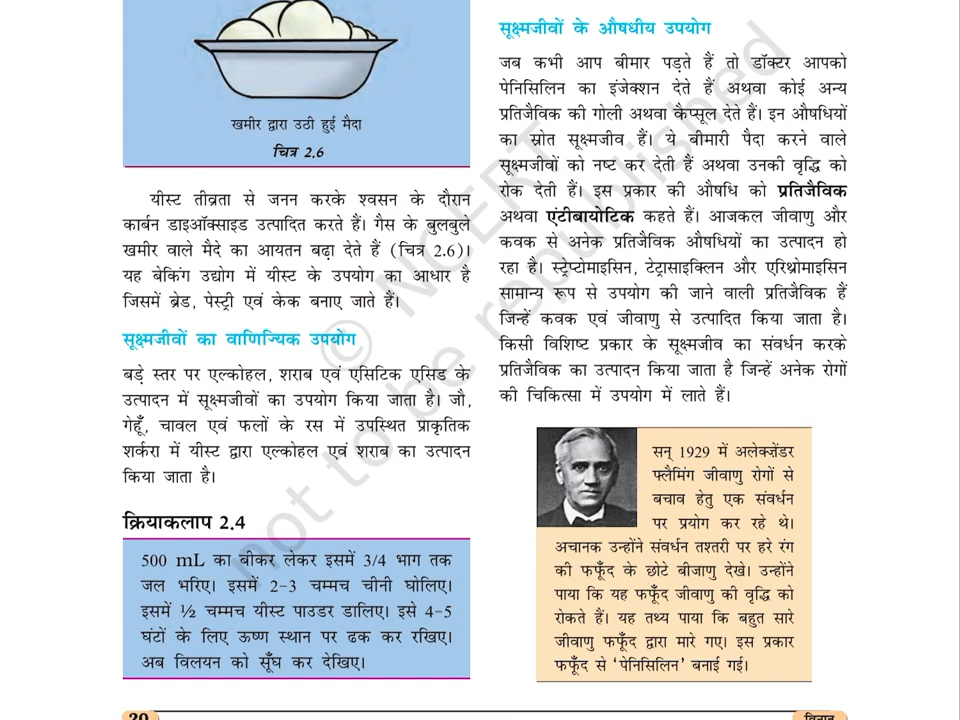 खमीर द्वारा उठी हुई मैदा
चित्र 2.6
यीस्ट तीव्रता से जनन करके श्वसन के दौरान
कार्बन डाइऑक्साइड उत्पादित करते हैं। गैस के बुलबुले
खमीर वाले मैदे का आयतन बढ़ा देते हैं (चित्र 2.6)।
यह बेकिंग उद्योग में यीस्ट के उपयोग का आधार है
जिसमें ब्रेड, पेस्ट्री एवं केक बनाए जाते हैं।
सूक्ष्मजीवों का वाणिज्यिक उपयोग
बड़े स्तर पर एल्कोहल, शराब एवं एसिटिक एसिड के
उत्पादन में सूक्ष्मजीवों का उपयोग किया जाता है। जौ,
गेहूँ, चावल एवं फलों के रस में उपस्थित प्राकृतिक
शर्करा में यीस्ट द्वारा एल्कोहल एवं शराब का उत्पादन
किया जाता है।
क्रियाकलाप 2.4
500 mL का बीकर लेकर इसमें 3/4 भाग तक
जल भरिए। इसमें 2-3 चम्मच चीनी घोलिए।
इसमें ½ चम्मच यीस्ट पाउडर डालिए। इसे 4-5
घंटों के लिए ऊष्ण स्थान पर ढक कर रखिए।
अब विलयन को सूँघ कर देखिए।
सूक्ष्मजीवों के औषधीय उपयोग
जब कभी आप बीमार पड़ते हैं तो डॉक्टर आपको
पेनिसिलिन का इंजेक्शन देते हैं अथवा कोई अन्य
प्रतिजैविक की गोली अथवा कैप्सूल देते हैं। इन औषधियों
का स्रोत सूक्ष्मजीव हैं। ये बीमारी पैदा करने वाले
सूक्ष्मजीवों को नष्ट कर देती हैं अथवा उनकी वृद्धि को
रोक देती हैं। इस प्रकार की औषधि को प्रतिजैविक
अथवा एंटीबायोटिक कहते हैं। आजकल जीवाणु और
कवक से अनेक प्रतिजैविक औषधियों का उत्पादन हो
रहा है। स्ट्रेप्टोमाइसिन, टेट्रासाइक्लिन और एरिथ्रोमाइसिन
सामान्य रूप से उपयोग की जाने वाली प्रतिजैविक हैं
जिन्हें कवक एवं जीवाणु से उत्पादित किया जाता है।
किसी विशिष्ट प्रकार के सूक्ष्मजीव का संवर्धन करके
प्रतिजैविक का उत्पादन किया जाता है जिन्हें अनेक रोगों
की चिकित्सा में उपयोग में लाते हैं।
सन् 1929 में अलेक्ज़ेंडर
फ्लैमिंग जीवाणु रोगों से
बचाव हेतु एक संवर्धन
पर प्रयोग कर रहे थे।
अचानक उन्होंने संवर्धन तश्तरी पर हरे रंग
की फफूँद के छोटे बीजाणु देखे। उन्होंने
पाया कि यह फफूँद जीवाणु की वृद्धि को
रोकते हैं। यह तथ्य पाया कि बहुत सारे
जीवाणु फफूँद द्वारा मारे गए। इस प्रकार
फफूँद से 'पेनिसिलिन' बनाई गई।
© NCERT
not to be republished
20